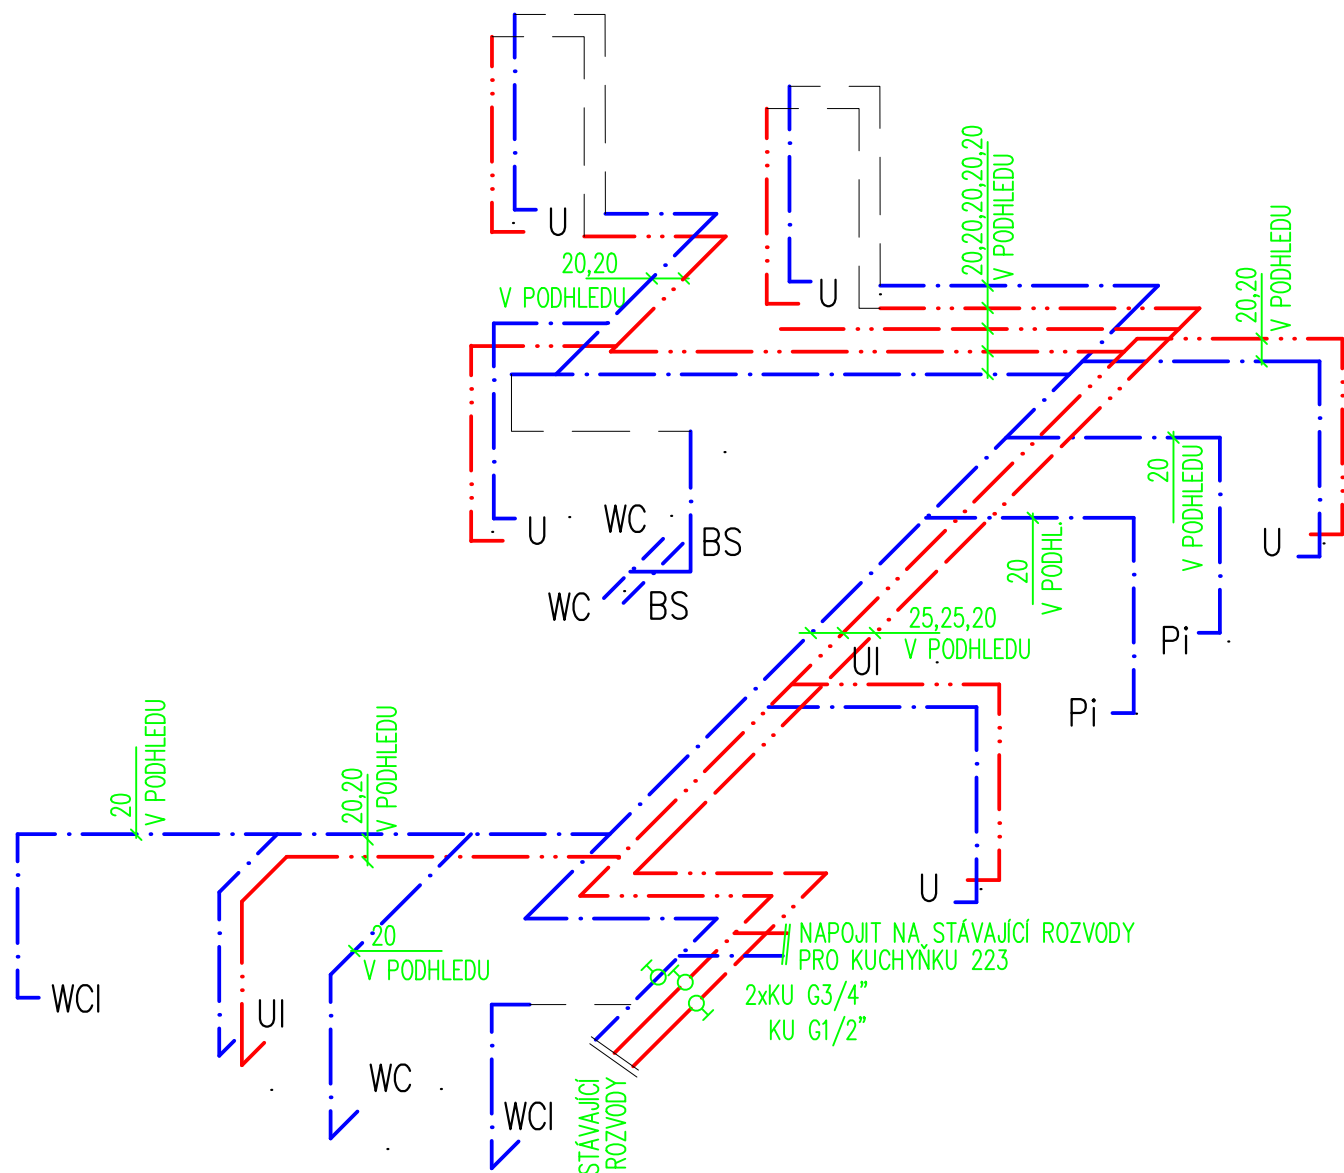 U
20,20
V PODHLEDU
U
20,20,20,20,20
V PODHLEDU
20,20
V PODHLEDU
U
WC
BS
WC
BS
20
V PODHLEDU
U
20
V PODHL.
Pi
25,25,20
V PODHLEDU
UI
Pi
20
V PODHLEDU
20,20
V PODHLEDU
U
20
V PODHLEDU
NAPOJIT NA STÁVAJÍCÍ ROZVODY
PRO KUCHYŇKU 223
2xKU G3/4"
KU G1/2"
WCI
UI
WC
WCI
STÁVAJÍCÍ
ROZVODY